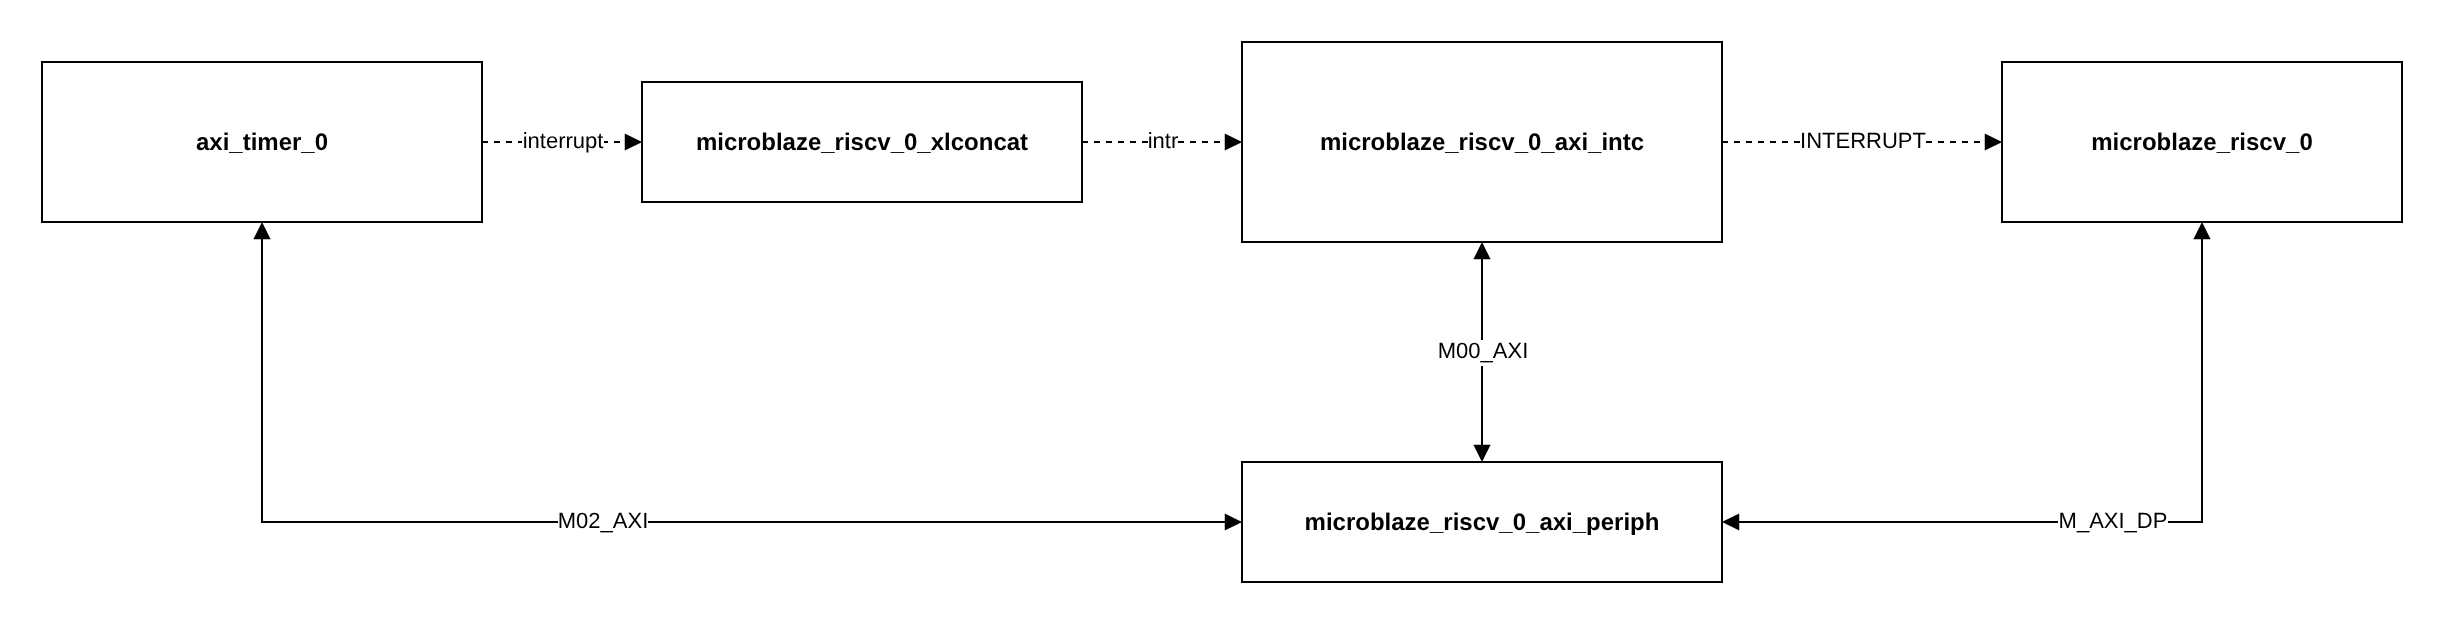 axi_timer_0
interrupt
microblaze_riscv_0_xlconcat
intr
microblaze_riscv_0_axi_intc
INTERRUPT
microblaze_riscv_0
M00_AXI
M02_AXI
microblaze_riscv_0_axi_periph
M_AXI_DP